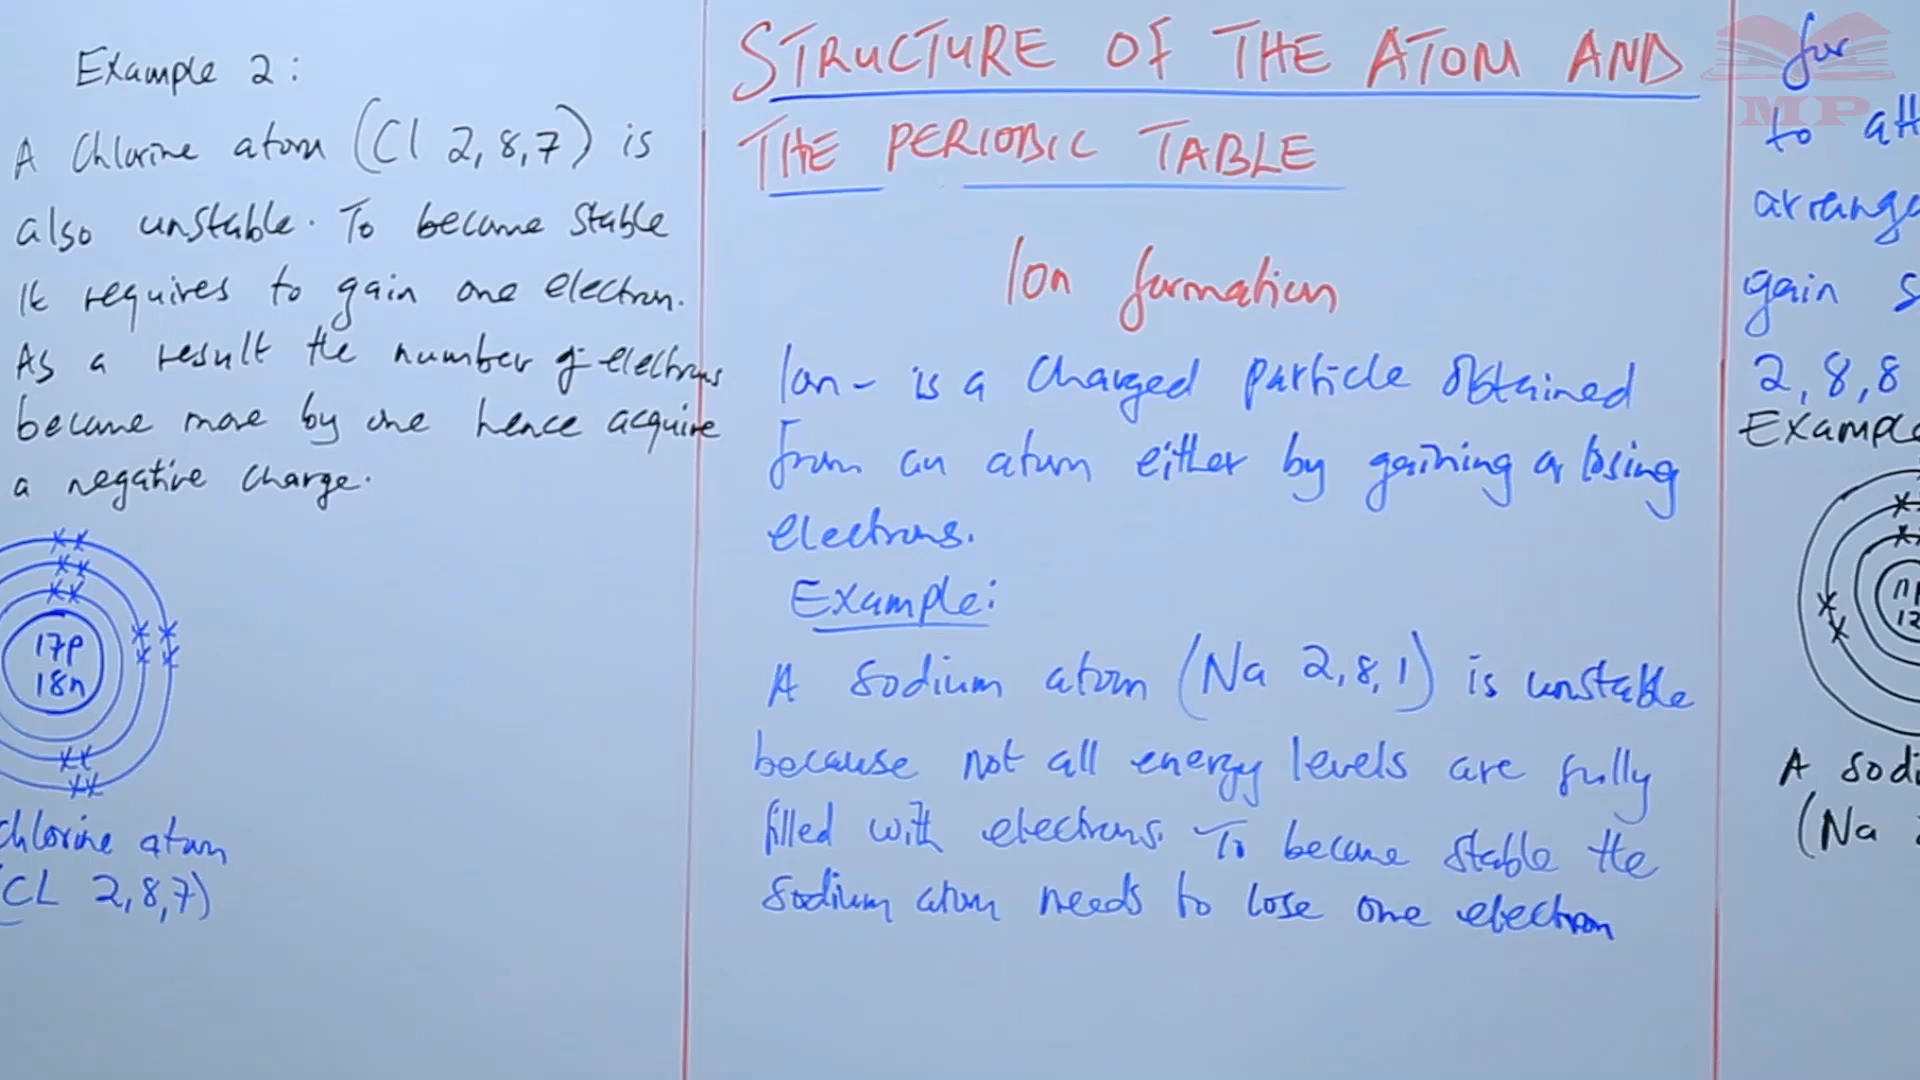 Example 2:
A Chlorine atom (Cl 2,8,7) is
also unstable. To become stable
it requires to gain one electron.
As a result the number of electrons
become more by one hence acquire
a negative charge.
17p
18n
chlorine atom
(CL 2,8,7)
STRUCTURE OF THE ATOM AND
THE PERIODIC TABLE
Ion formation
Ion - is a charged particle obtained
from an atom either by gaining or losing
electrons.
Example:
A sodium atom (Na 2,8,1) is unstable
because not all energy levels are fully
filled with electrons. To become stable the
sodium atom needs to lose one electron
MP
for
to att
arrange
gain s
2,8,8
Example
11p
12
A sodi
(Na 2